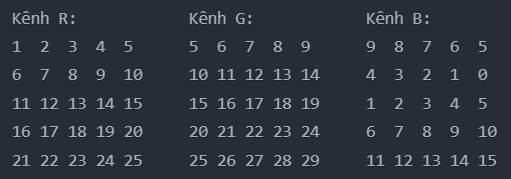 Kênh R:          Kênh G:          Kênh B:
1  2  3  4  5    5  6  7  8  9    9  8  7  6  5
6  7  8  9  10   10 11 12 13 14   4  3  2  1  0
11 12 13 14 15   15 16 17 18 19   1  2  3  4  5
16 17 18 19 20   20 21 22 23 24   6  7  8  9  10
21 22 23 24 25   25 26 27 28 29   11 12 13 14 15